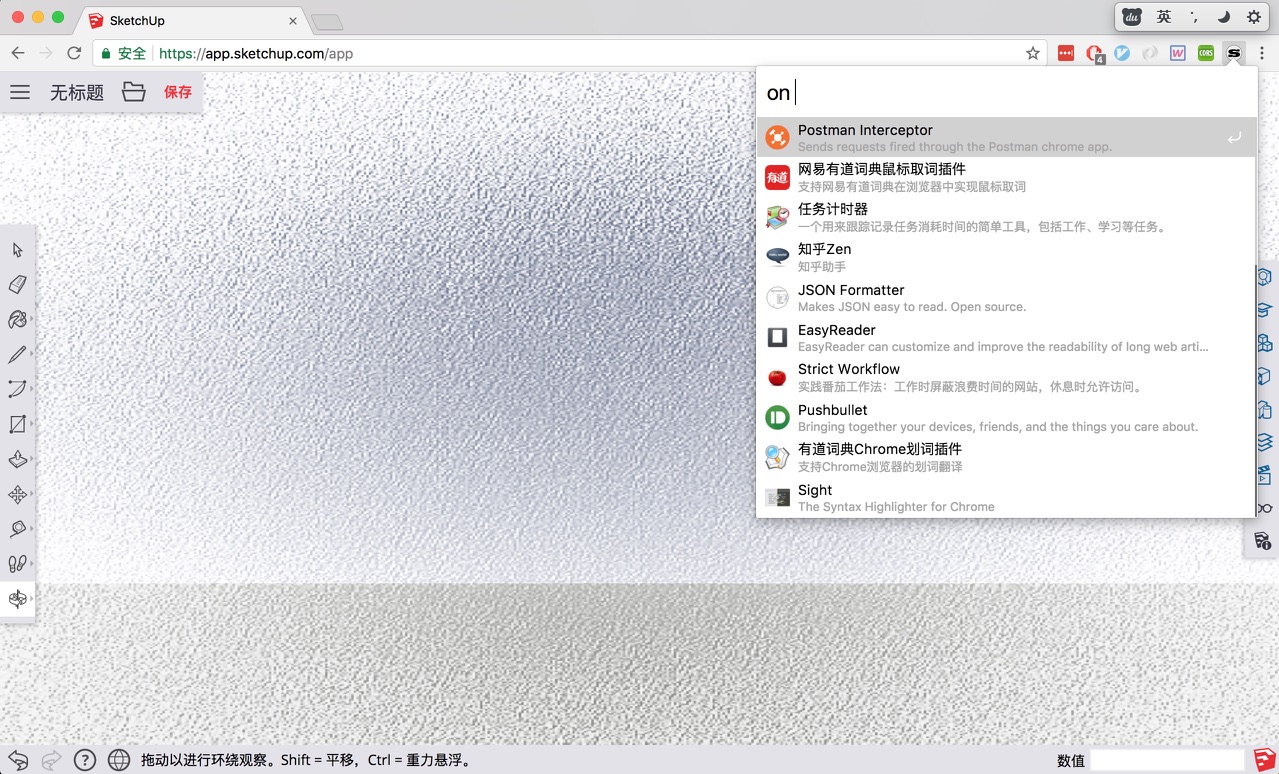 SketchUp
du 英
安全 https://app.sketchup.com/app
4 W CORS S
无标题 保存
on
Postman Interceptor
Sends requests fired through the Postman chrome app.
有道
网易有道词典鼠标取词插件
支持网易有道词典在浏览器中实现鼠标取词
任务计时器
一个用来跟踪记录任务消耗时间的简单工具，包括工作、学习等任务。
知乎Zen
知乎助手
JSON Formatter
Makes JSON easy to read. Open source.
EasyReader
EasyReader can customize and improve the readability of long web arti...
Strict Workflow
实践番茄工作法：工作时屏蔽浪费时间的网站，休息时允许访问。
Pushbullet
Bringing together your devices, friends, and the things you care about.
有道词典Chrome划词插件
支持Chrome浏览器的划词翻译
Sight
The Syntax Highlighter for Chrome
拖动以进行环绕观察。Shift = 平移，Ctrl = 重力悬浮。
数值